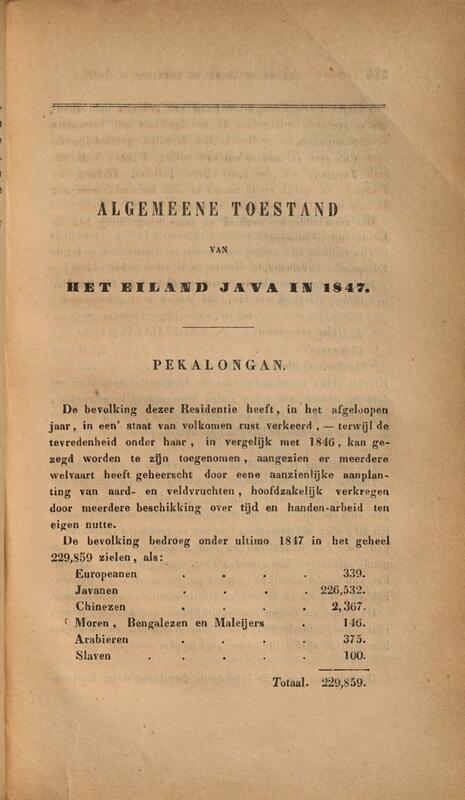 ALGEMEENE TOESTAND
VAN
HET EILAND JAVA IN 1847.
PEKALONGAN.
De bevolking dezer Residentie heeft, in het afgeloopen
jaar, in een' staat van volkomen rust verkeerd, — terwijl de
tevredenheid onder haar, in vergelijk met 1846, kan ge-
zegd worden te zijn toegenomen, aangezien er meerdere
welvaart heeft geheerscht door eene aanzienlijke aanplan-
ting van aard- en veldvruchten, hoofdzakelijk verkregen
door meerdere beschikking over tijd en handen-arbeid ten
eigen nutte.
De bevolking bedroeg onder ultimo 1847 in het geheel
229,859 zielen, als:
Europeanen . . . . 339.
Javanen . . . . 226,532.
Chinezen . . . . 2,367.
Moren, Bengalezen en Maleijers . 146.
Arabieren . . . . 375.
Slaven . . . . . 100.
Totaal. 229,859.